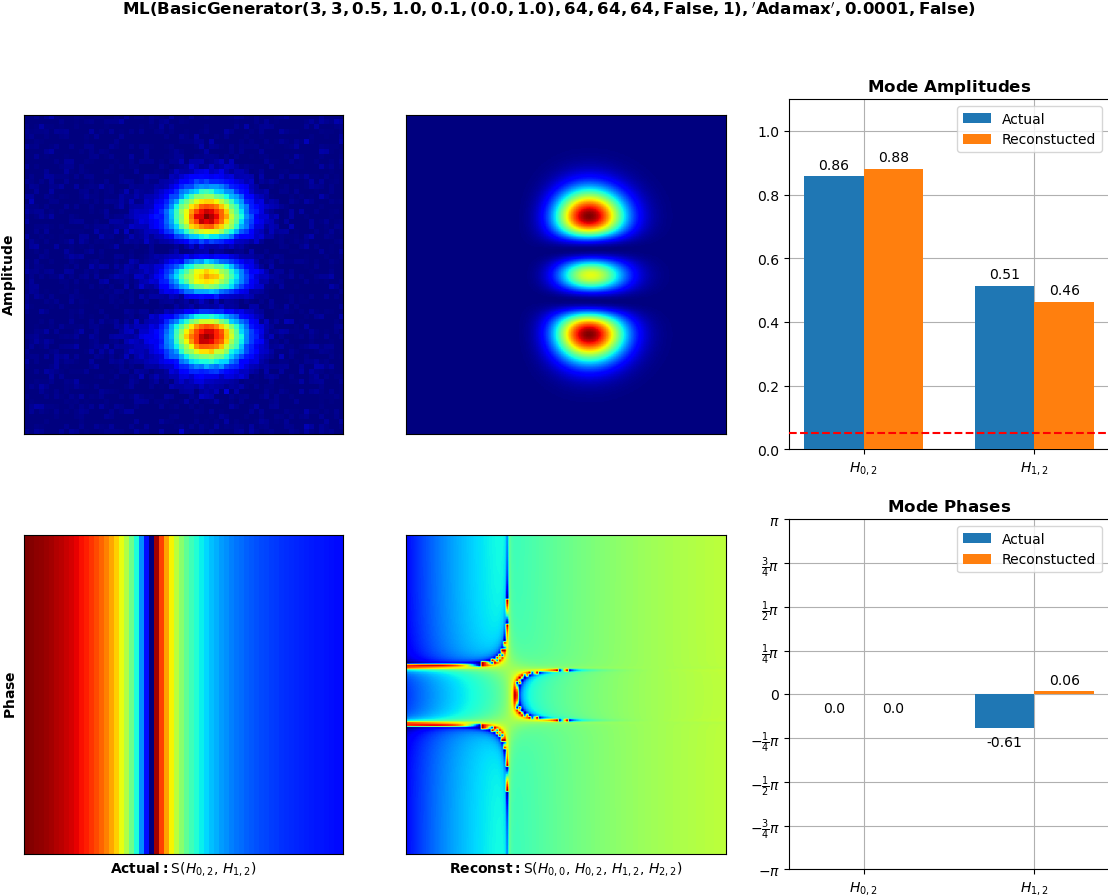 ML(BasicGenerator(3, 3, 0.5, 1.0, 0.1, (0.0, 1.0), 64, 64, 64, False, 1), 'Adamax', 0.0001, False)
Amplitude
Mode Amplitudes
Actual
Reconstucted
1.0
0.8
0.6
0.4
0.2
0.0
0.86
0.88
0.51
0.46
H0,2
H1,2
Phase
Actual: S(H0,2, H1,2)
Reconst: S(H0,0, H0,2, H1,2, H2,2)
Mode Phases
Actual
Reconstucted
π
3/4π
1/2π
1/4π
0
−1/4π
−1/2π
−3/4π
−π
0.0
0.0
-0.61
0.06
H0,2
H1,2